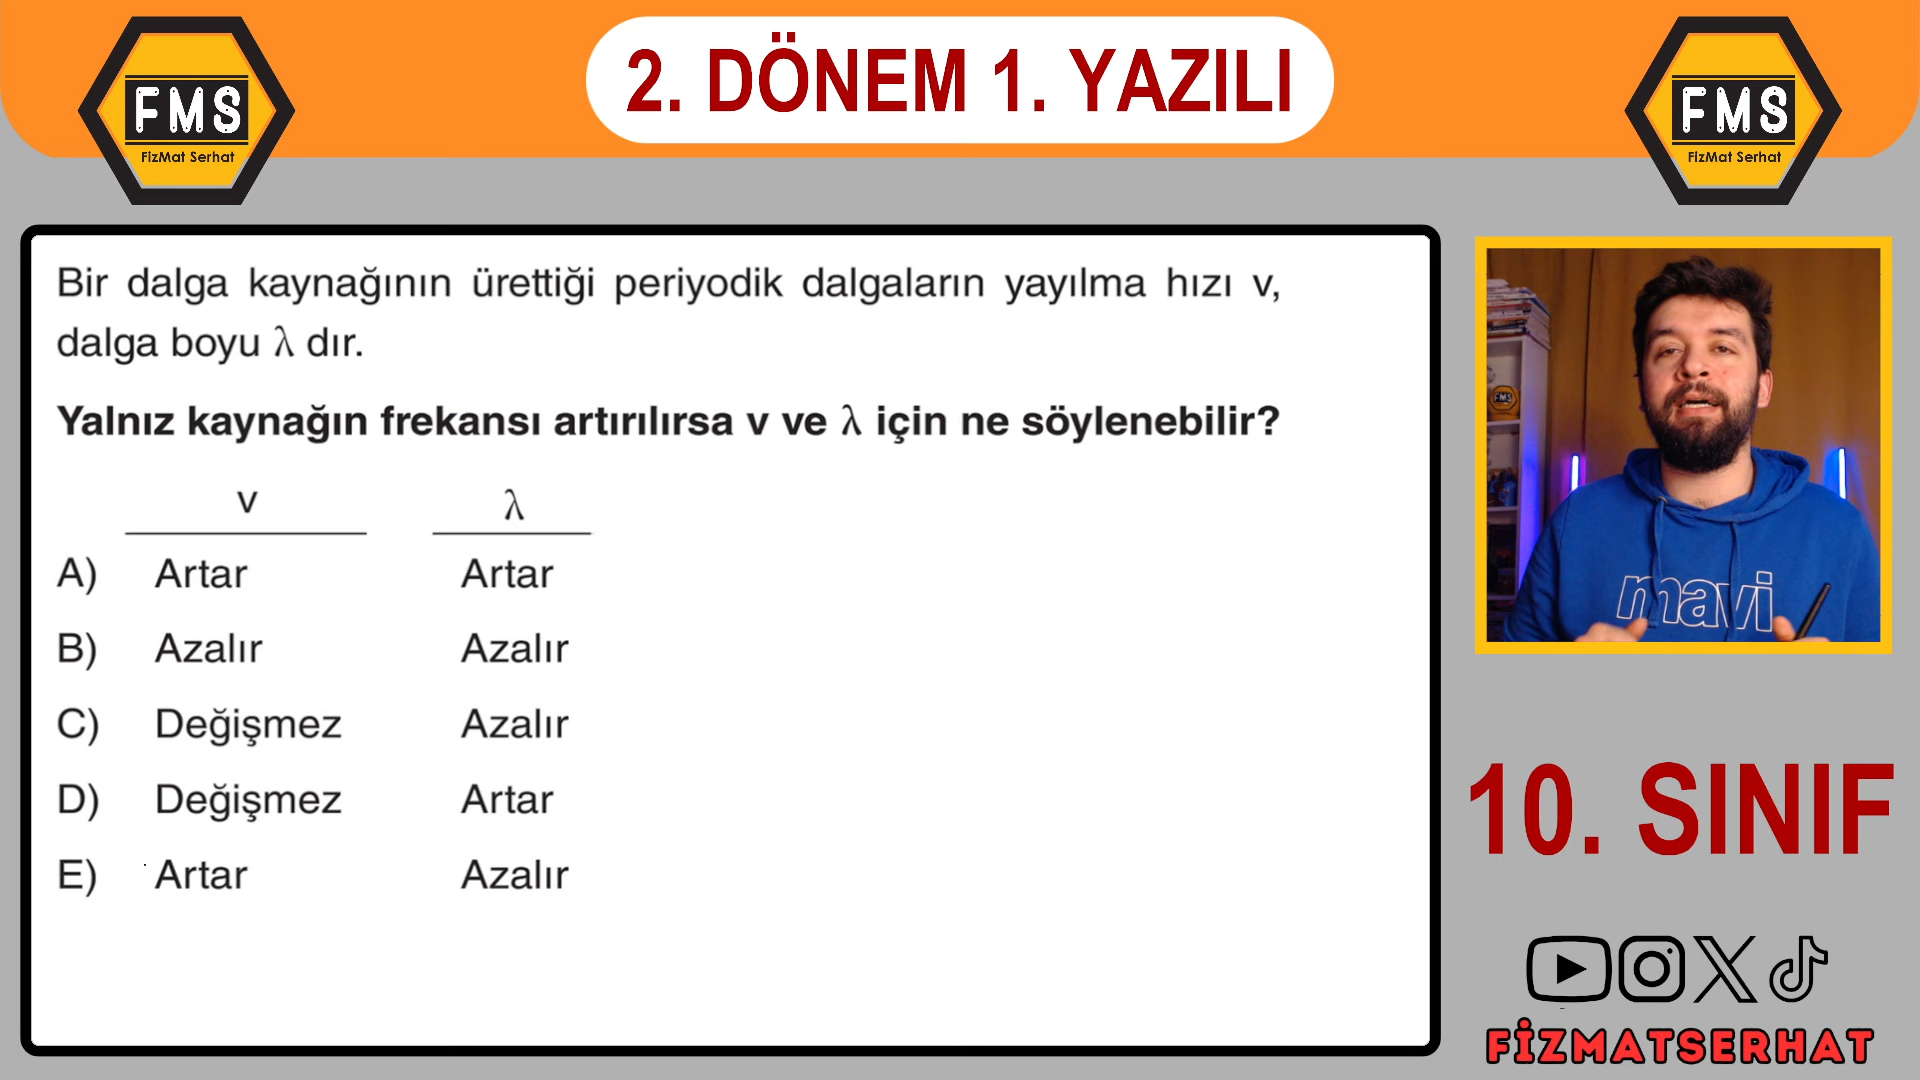 2. DÖNEM 1. YAZILI
FMS
FizMat Serhat
FMS
FizMat Serhat
Bir dalga kaynağının ürettiği periyodik dalgaların yayılma hızı v,
dalga boyu λ dır.
Yalnız kaynağın frekansı artırılırsa v ve λ için ne söylenebilir?
v λ
A) Artar Artar
B) Azalır Azalır
C) Değişmez Azalır
D) Değişmez Artar
E) Artar Azalır
FMS
mavi
10. SINIF
FİZMATSERHAT